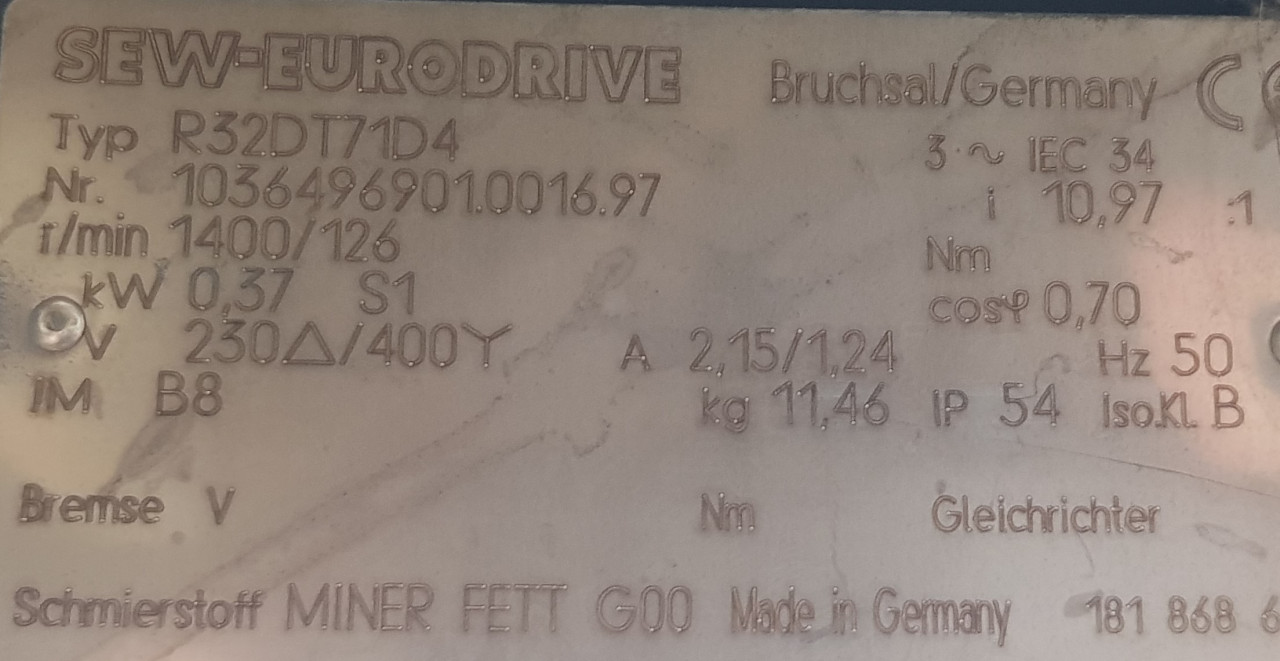 SEW-EURODRIVE Bruchsal/Germany CE
Typ R32DT71D4 3 ~ IEC 34
Nr. 1036496901.0016.97 i 10,97 :1
r/min 1400/126 Nm
kW 0,37 S1 cosφ 0,70
V 230△/400Y A 2,15/1,24 Hz 50
IM B8 kg 11,46 IP 54 Iso.Kl. B
Bremse V Nm Gleichrichter
Schmierstoff MINER FETT G00 Made in Germany 181 868 6